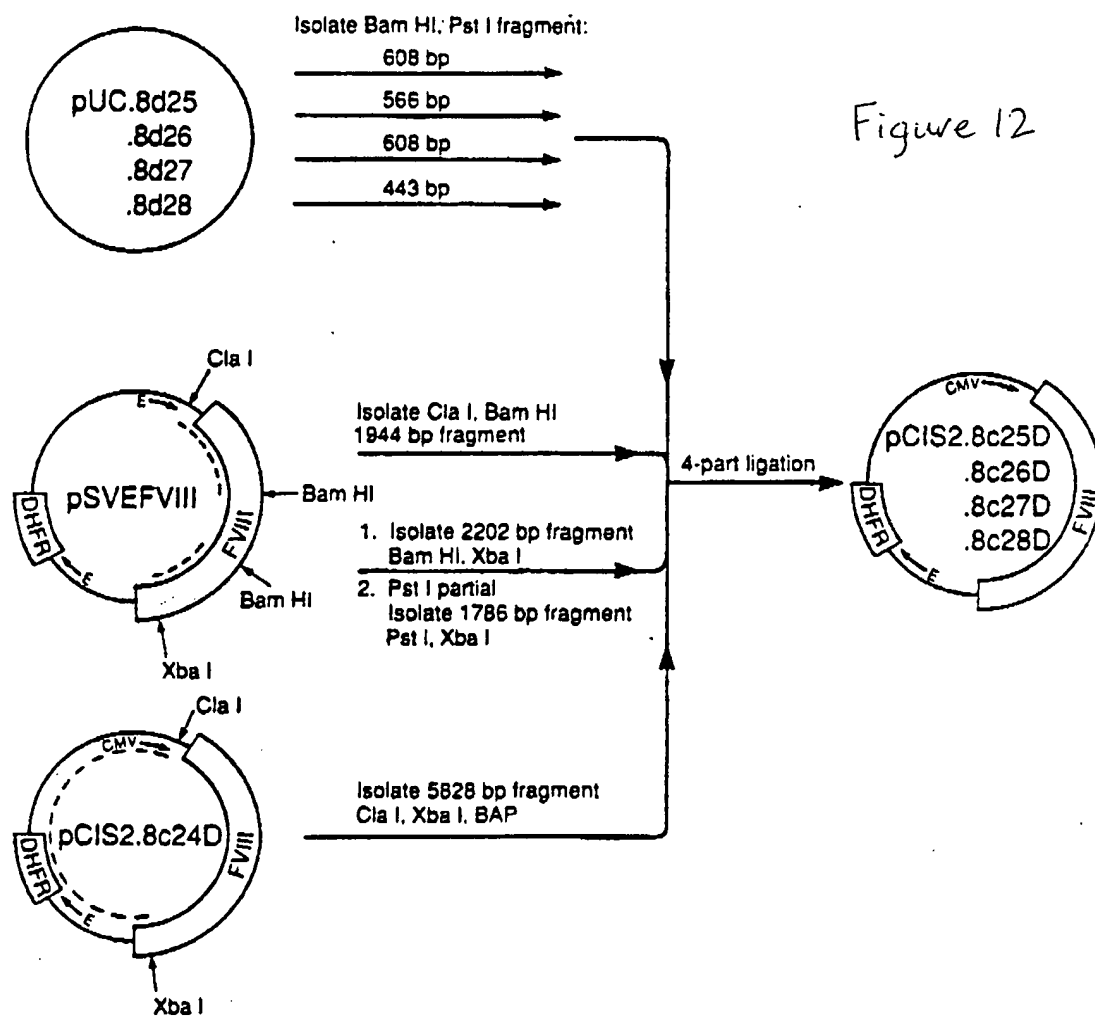 Isolate Bam HI, Pst I fragment:
608 bp
566 bp
608 bp
443 bp
pUC.8d25
.8d26
.8d27
.8d28
Figure 12
Cla I
E
pSVEFVIII
DHFR
E
FVIII
Bam HI
Bam HI
Xba I
Isolate Cla I, Bam HI
1944 bp fragment
1. Isolate 2202 bp fragment
Bam HI, Xba I
2. Pst I partial
Isolate 1786 bp fragment
Pst I, Xba I
4-part ligation
CMV
pCIS2.8c25D
.8c26D
.8c27D
.8c28D
DHFR
E
FVIII
Cla I
CMV
pCIS2.8c24D
DHFR
E
FVIII
Xba I
Isolate 5828 bp fragment
Cla I, Xba I, BAP